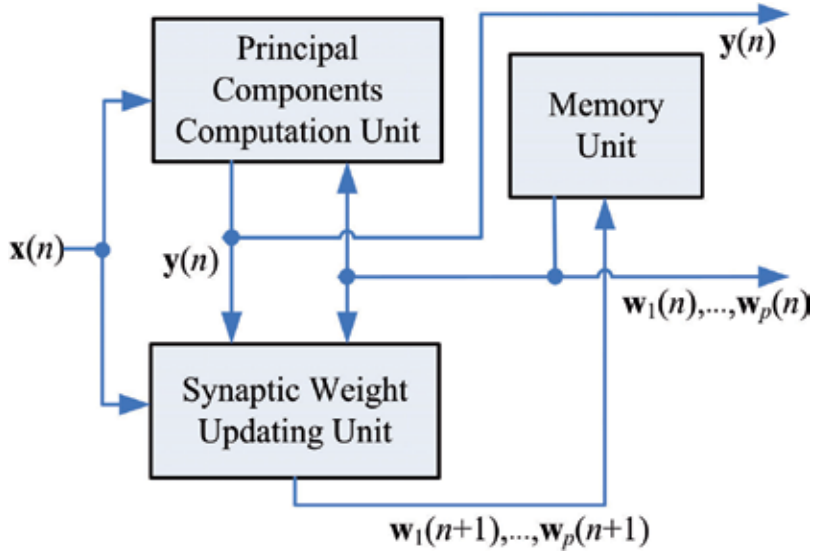 Principal
Components
Computation Unit
y(n)
Memory
Unit
x(n)
y(n)
w₁(n),...,wₚ(n)
Synaptic Weight
Updating Unit
w₁(n+1),...,wₚ(n+1)